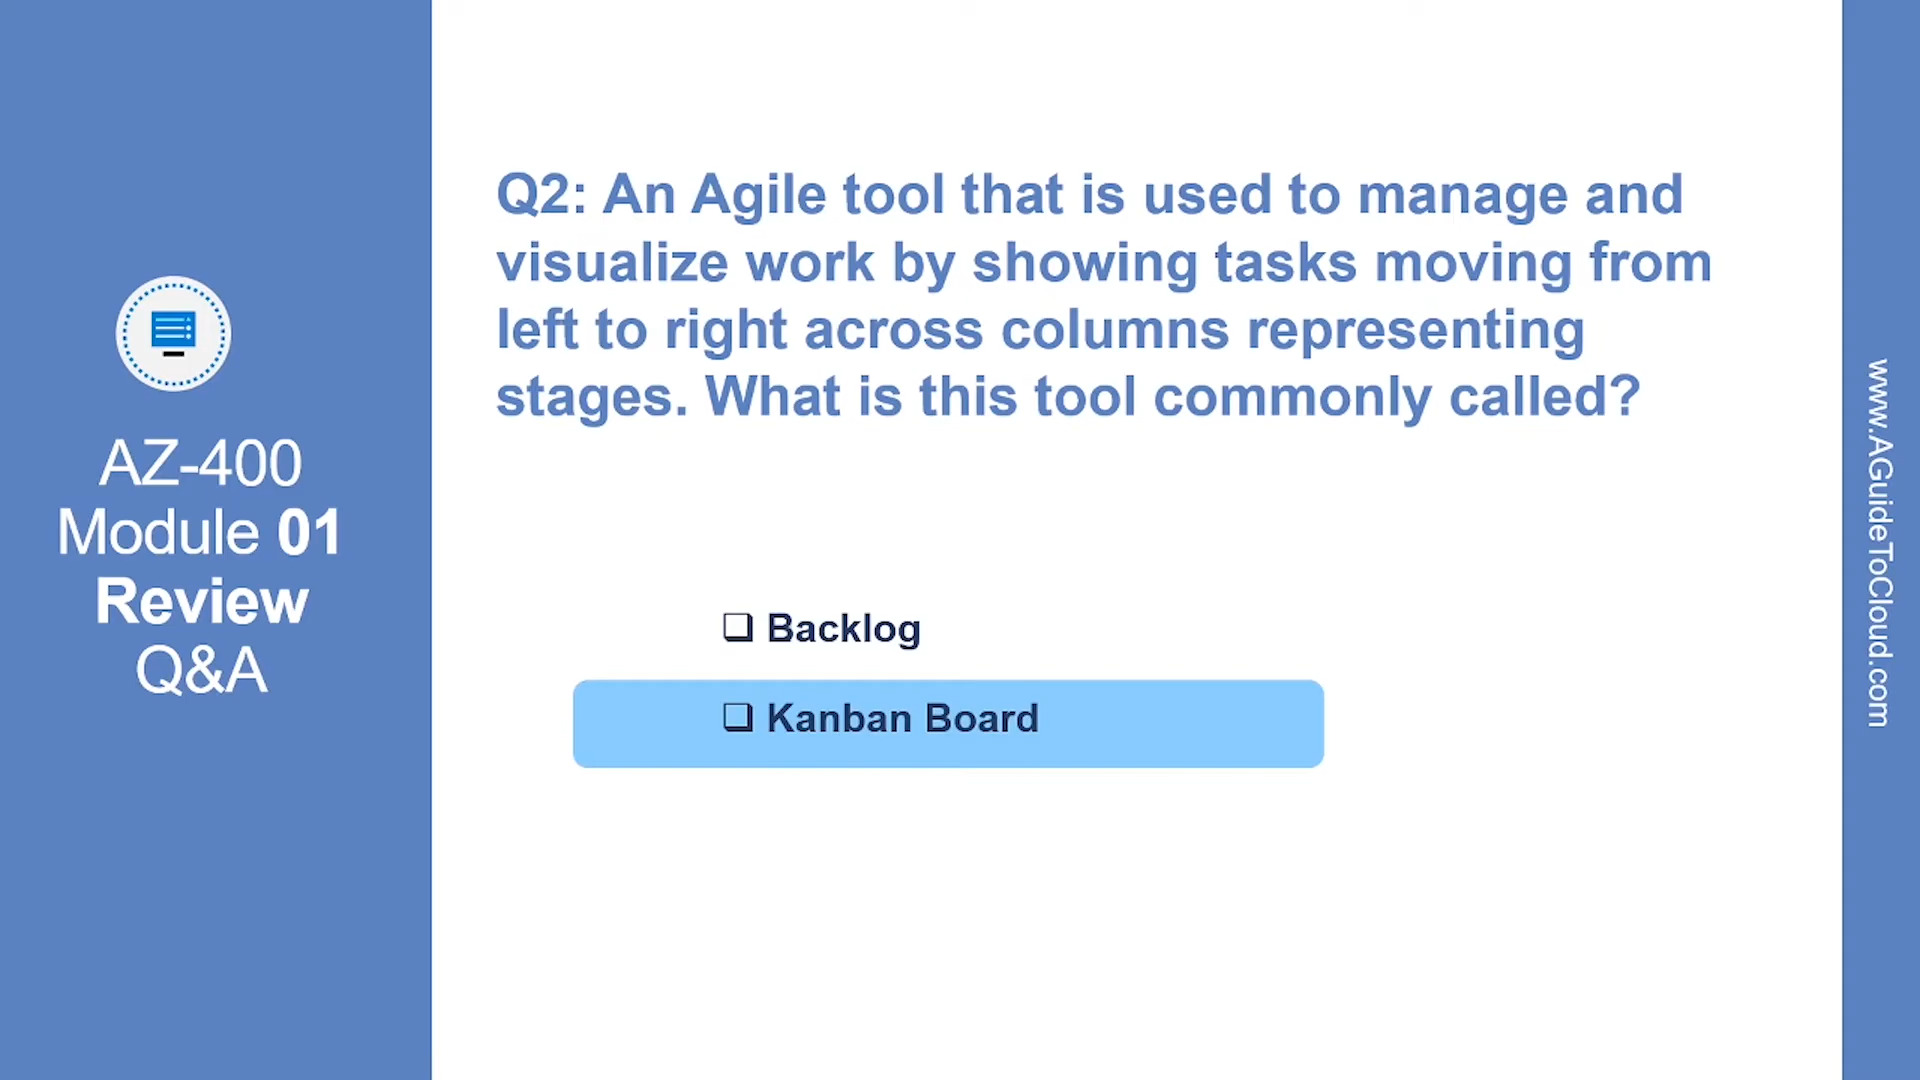 AZ-400
Module 01
Review
Q&A
Q2: An Agile tool that is used to manage and
visualize work by showing tasks moving from
left to right across columns representing
stages. What is this tool commonly called?
❑ Backlog
❑ Kanban Board
www.AGuideToCloud.com